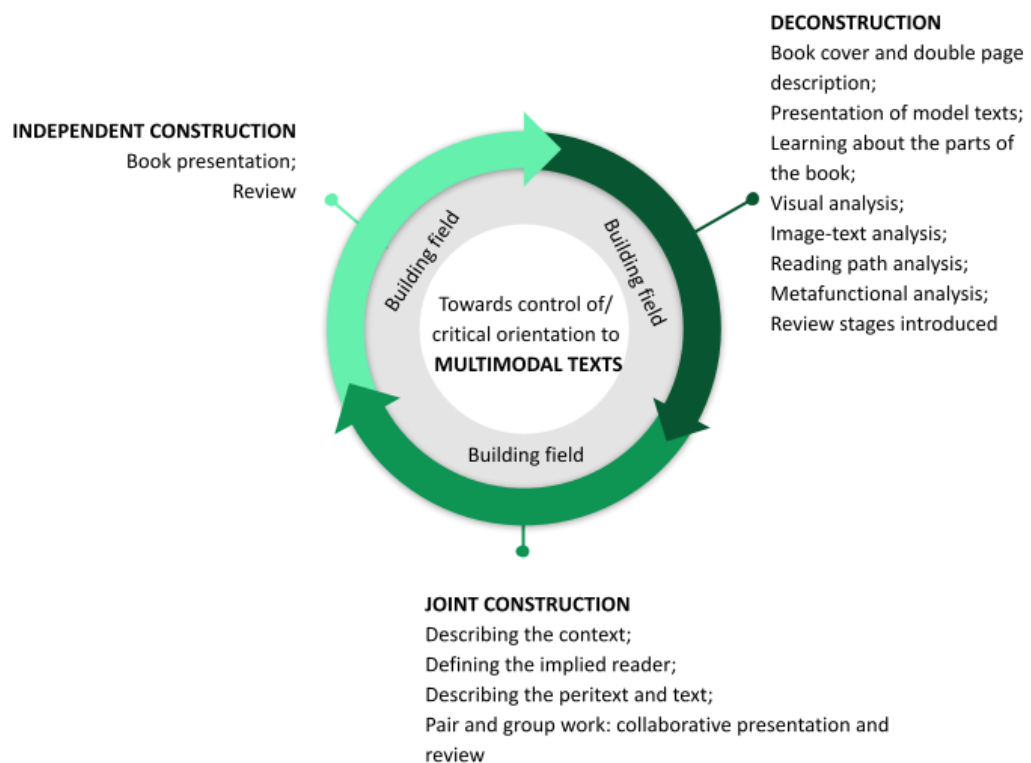 DECONSTRUCTION
Book cover and double page
description;
Presentation of model texts;
Learning about the parts of
the book;
Visual analysis;
Image-text analysis;
Reading path analysis;
Metafunctional analysis;
Review stages introduced
INDEPENDENT CONSTRUCTION
Book presentation;
Review
Building field
Building field
Towards control of/
critical orientation to
MULTIMODAL TEXTS
Building field
JOINT CONSTRUCTION
Describing the context;
Defining the implied reader;
Describing the peritext and text;
Pair and group work: collaborative presentation and
review